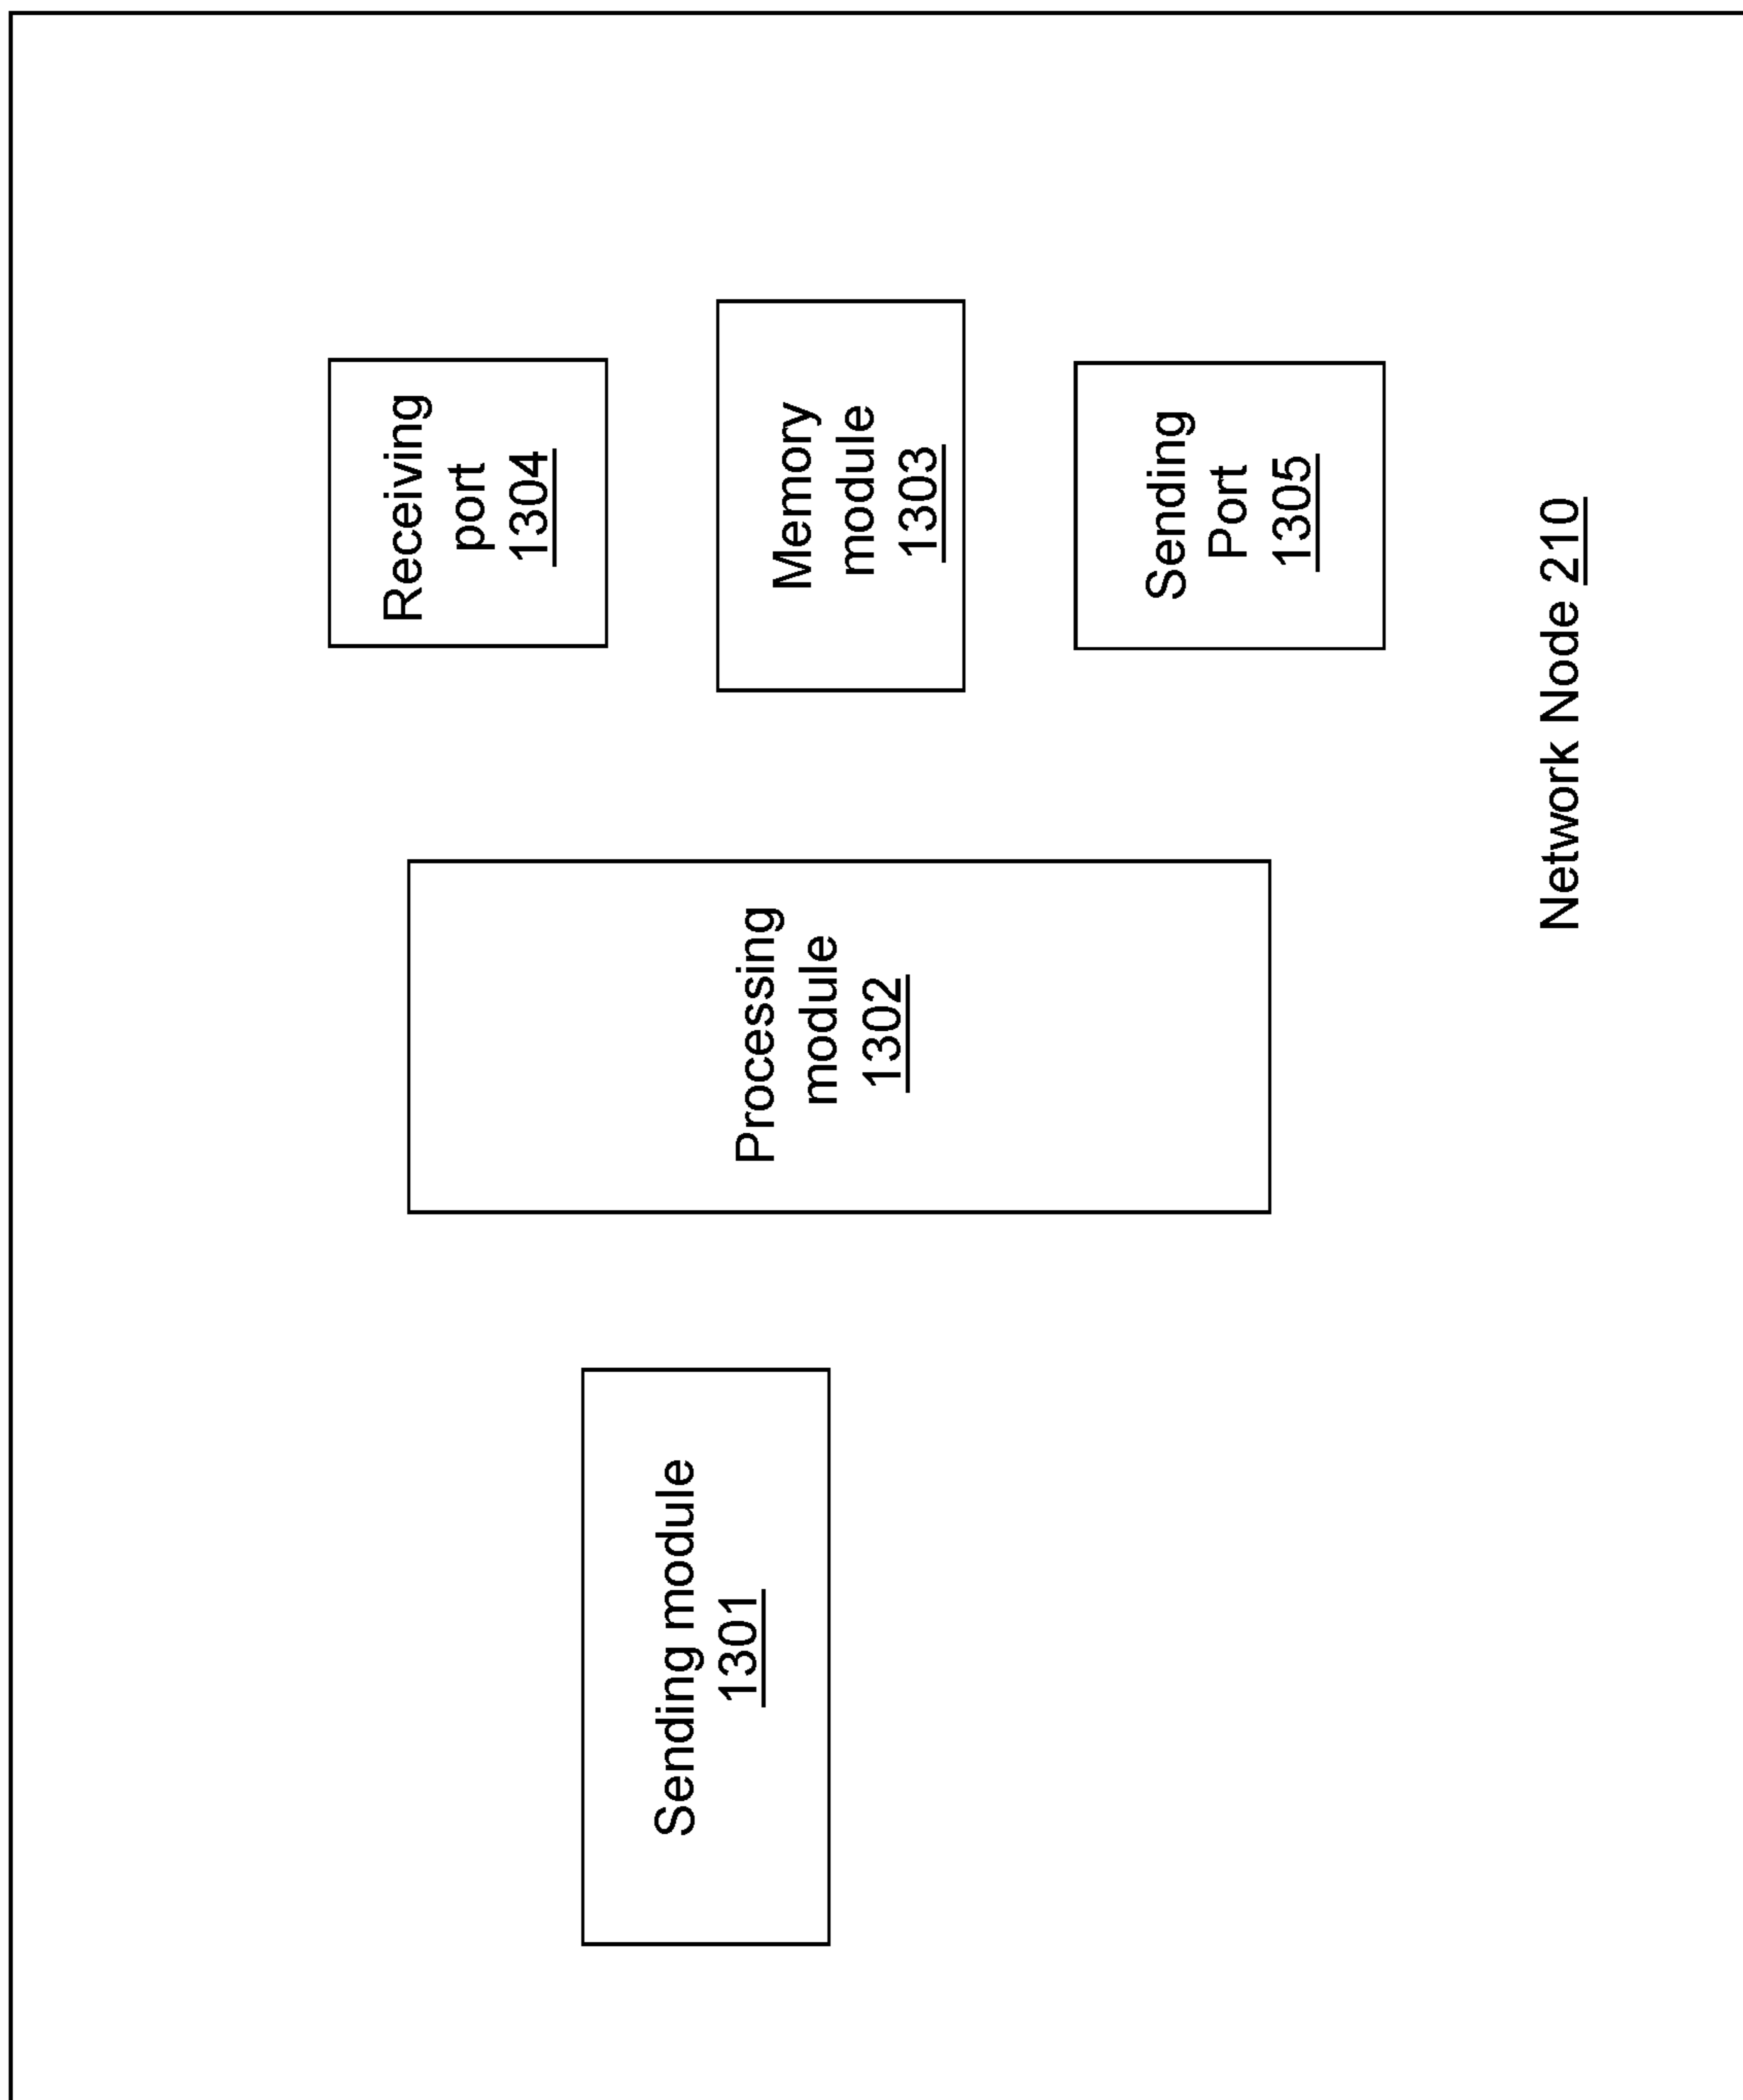 Sending module
1301
Processing
module
1302
Receiving
port
1304
Memory
module
1303
Sending
Port
1305
Network Node 210